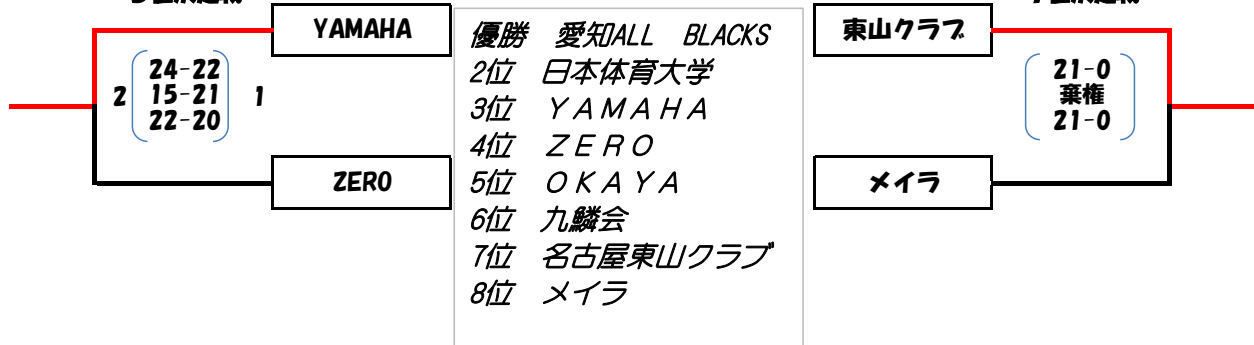 YAMAHA
2
24-22
15-21
22-20
1
ZERO
優勝 愛知ALL BLACKS
2位 日本体育大学
3位 ＹＡＭＡＨＡ
4位 ＺＥＲＯ
5位 ＯＫＡＹＡ
6位 九鱗会
7位 名古屋東山クラブ
8位 メイラ
東山クラブ
21-0
棄権
21-0
メイラ